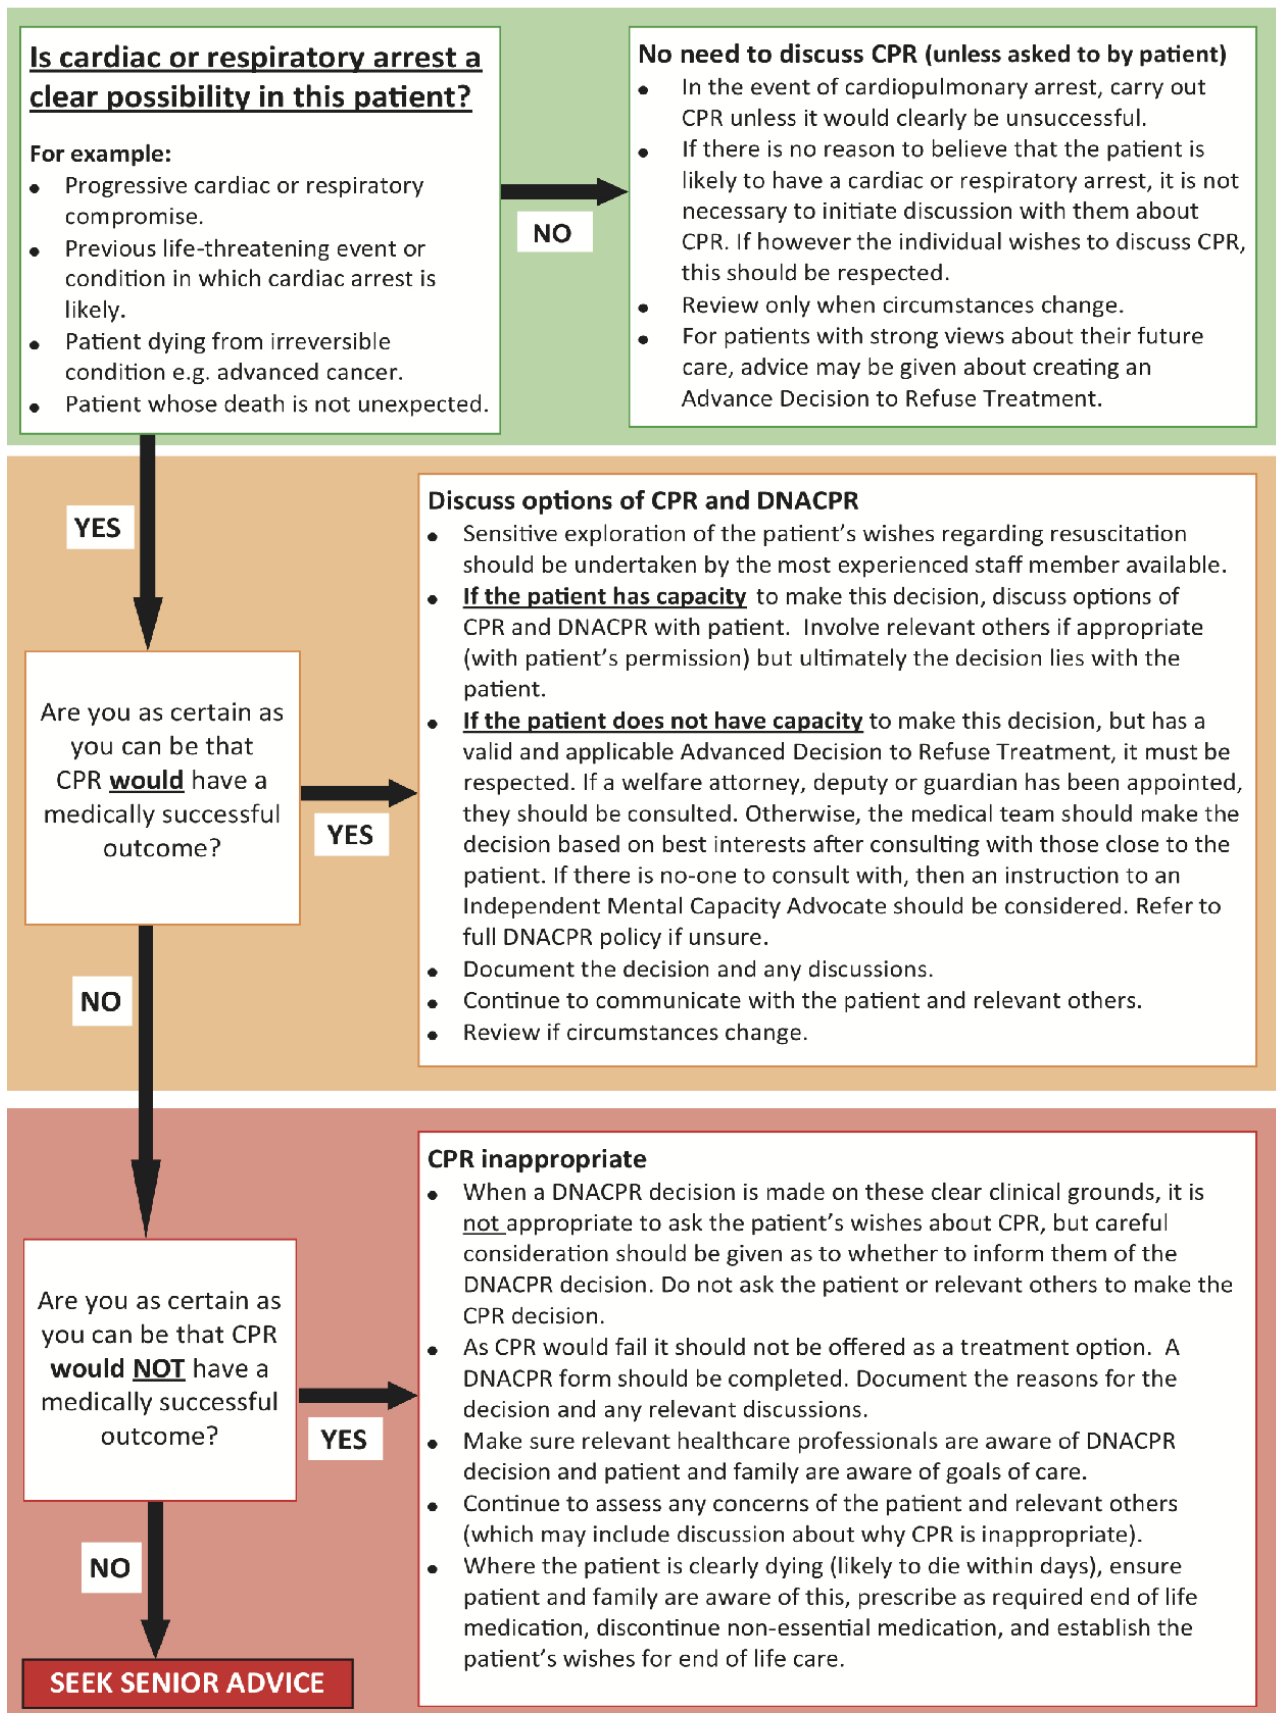 Is cardiac or respiratory arrest a
clear possibility in this patient?
For example:
• Progressive cardiac or respiratory
compromise.
• Previous life-threatening event or
condition in which cardiac arrest is
likely.
• Patient dying from irreversible
condition e.g. advanced cancer.
• Patient whose death is not unexpected.
NO
No need to discuss CPR (unless asked to by patient)
• In the event of cardiopulmonary arrest, carry out
CPR unless it would clearly be unsuccessful.
• If there is no reason to believe that the patient is
likely to have a cardiac or respiratory arrest, it is not
necessary to initiate discussion with them about
CPR. If however the individual wishes to discuss CPR,
this should be respected.
• Review only when circumstances change.
• For patients with strong views about their future
care, advice may be given about creating an
Advance Decision to Refuse Treatment.
YES
Are you as certain as
you can be that
CPR would have a
medically successful
outcome?
YES
Discuss options of CPR and DNACPR
• Sensitive exploration of the patient's wishes regarding resuscitation
should be undertaken by the most experienced staff member available.
• If the patient has capacity to make this decision, discuss options of
CPR and DNACPR with patient. Involve relevant others if appropriate
(with patient's permission) but ultimately the decision lies with the
patient.
• If the patient does not have capacity to make this decision, but has a
valid and applicable Advanced Decision to Refuse Treatment, it must be
respected. If a welfare attorney, deputy or guardian has been appointed,
they should be consulted. Otherwise, the medical team should make the
decision based on best interests after consulting with those close to the
patient. If there is no-one to consult with, then an instruction to an
Independent Mental Capacity Advocate should be considered. Refer to
full DNACPR policy if unsure.
• Document the decision and any discussions.
• Continue to communicate with the patient and relevant others.
• Review if circumstances change.
NO
Are you as certain as
you can be that CPR
would NOT have a
medically successful
outcome?
YES
CPR inappropriate
• When a DNACPR decision is made on these clear clinical grounds, it is
not appropriate to ask the patient's wishes about CPR, but careful
consideration should be given as to whether to inform them of the
DNACPR decision. Do not ask the patient or relevant others to make the
CPR decision.
• As CPR would fail it should not be offered as a treatment option. A
DNACPR form should be completed. Document the reasons for the
decision and any relevant discussions.
• Make sure relevant healthcare professionals are aware of DNACPR
decision and patient and family are aware of goals of care.
• Continue to assess any concerns of the patient and relevant others
(which may include discussion about why CPR is inappropriate).
• Where the patient is clearly dying (likely to die within days), ensure
patient and family are aware of this, prescribe as required end of life
medication, discontinue non-essential medication, and establish the
patient's wishes for end of life care.
NO
SEEK SENIOR ADVICE